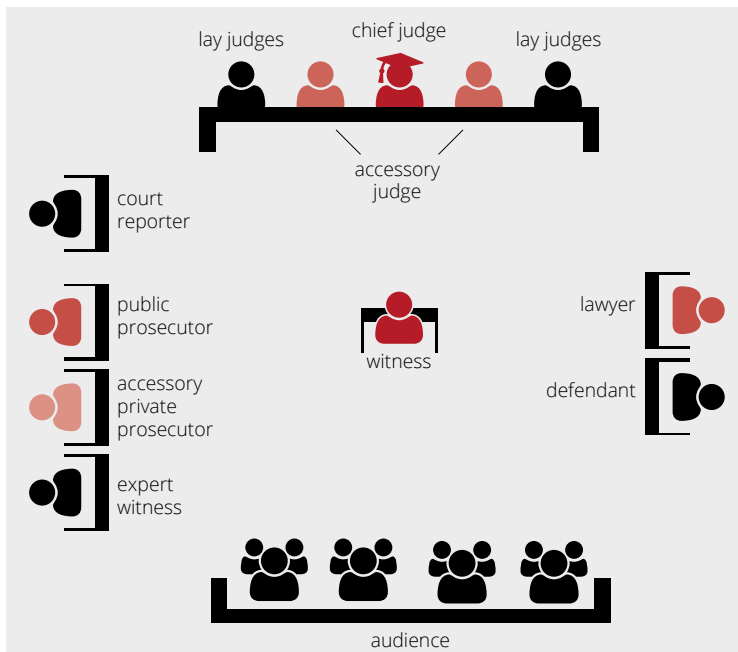 chief judge
lay judges
lay judges
accessory
judge
court
reporter
public
prosecutor
accessory
private
prosecutor
expert
witness
witness
lawyer
defendant
audience